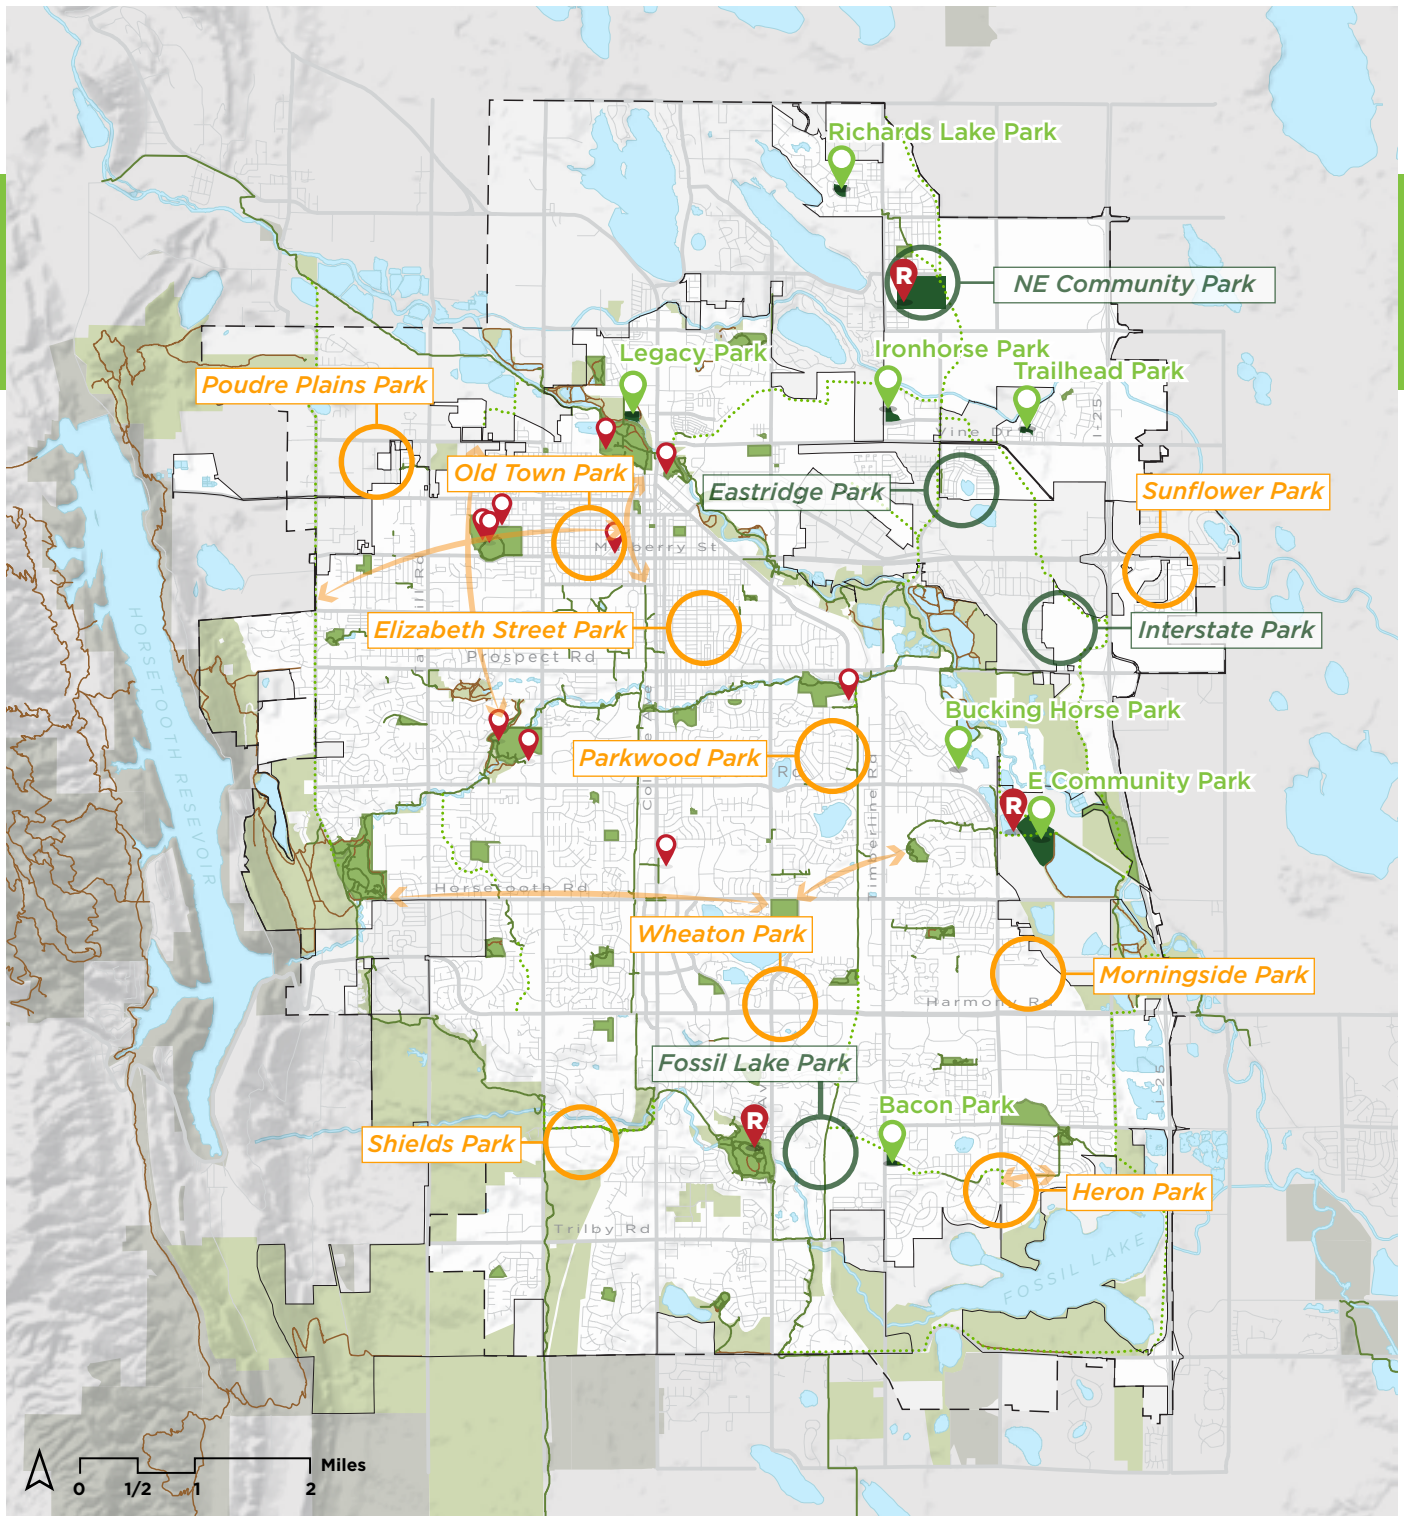 Richards Lake Park
R
NE Community Park
Legacy Park
Ironhorse Park
Trailhead Park
Poudre Plains Park
I-25
Vine Dr
Old Town Park
Eastridge Park
Sunflower Park
Elizabeth Street Park
Interstate Park
Prospect Rd
HORSETOOTH RESEVOIR
Bucking Horse Park
Parkwood Park
Rd
Timberline Rd
E Community Park
R
Horsetooth Rd
Wheaton Park
Morningside Park
Harmony Rd
Fossil Lake Park
I-25
Bacon Park
R
Shields Park
Heron Park
Trilby Rd
FOSSIL LAKE
Miles
0 1/2 1 2